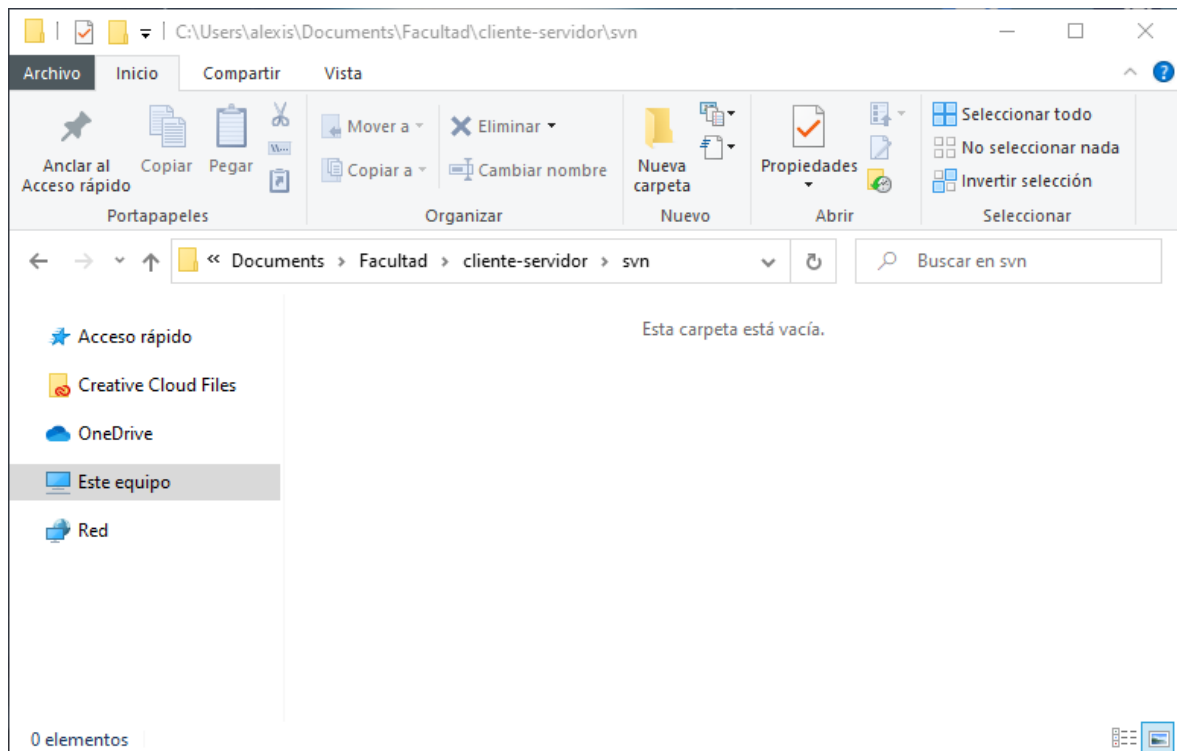 C:\Users\alexis\Documents\Facultad\cliente-servidor\svn
Archivo Inicio Compartir Vista
Anclar al Acceso rápido
Copiar
Pegar
Portapapeles
Mover a
Copiar a
Eliminar
Cambiar nombre
Organizar
Nueva carpeta
Nuevo
Propiedades
Abrir
Seleccionar todo
No seleccionar nada
Invertir selección
Seleccionar
« Documents > Facultad > cliente-servidor > svn
Buscar en svn
Acceso rápido
Creative Cloud Files
OneDrive
Este equipo
Red
Esta carpeta está vacía.
0 elementos